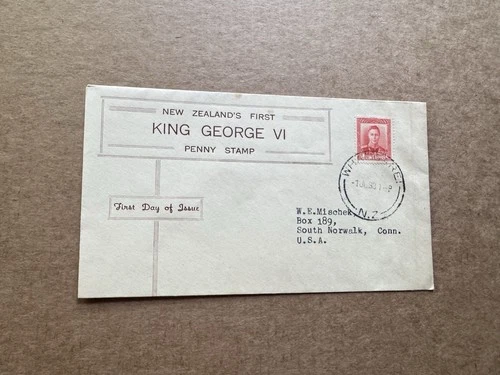 NEW ZEALAND'S FIRST
KING GEORGE VI
PENNY STAMP
First Day of Issue
N.Z.
W.E.Mischek,
Box 189,
South Norwalk, Conn.
U.S.A.